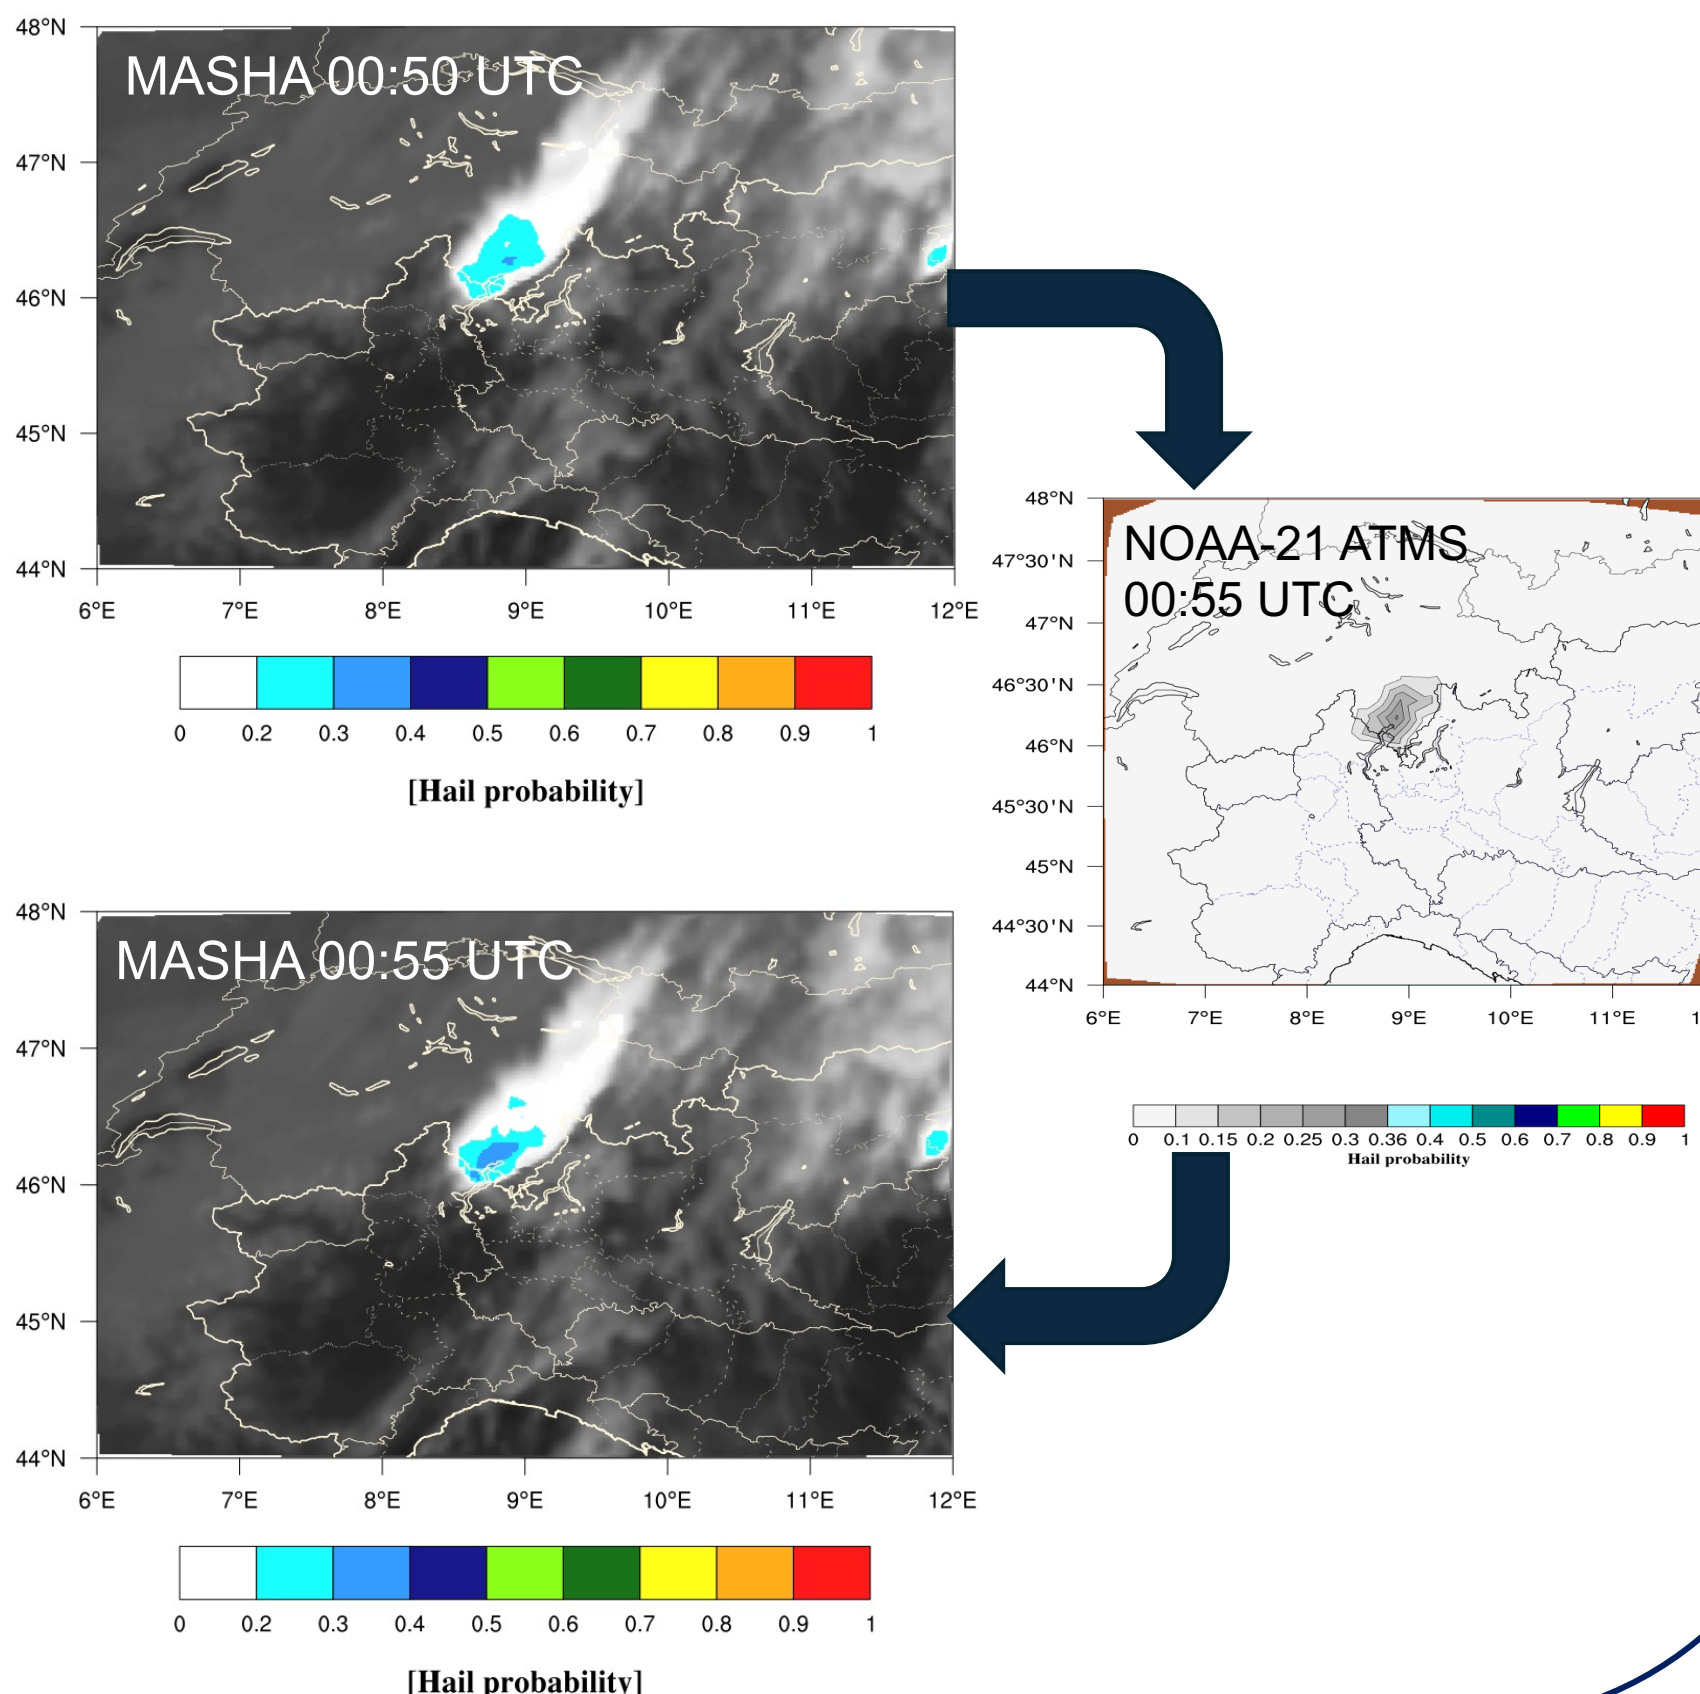 MASHA 00:50 UTC
48°N
47°N
46°N
45°N
44°N
6°E 7°E 8°E 9°E 10°E 11°E 12°E
0 0.2 0.3 0.4 0.5 0.6 0.7 0.8 0.9 1
[Hail probability]
NOAA-21 ATMS
00:55 UTC
48°N
47°30'N
47°N
46°30'N
46°N
45°30'N
45°N
44°30'N
44°N
6°E 7°E 8°E 9°E 10°E 11°E 1
0 0.1 0.15 0.2 0.25 0.3 0.36 0.4 0.5 0.6 0.7 0.8 0.9 1
Hail probability
MASHA 00:55 UTC
48°N
47°N
46°N
45°N
44°N
6°E 7°E 8°E 9°E 10°E 11°E 12°E
0 0.2 0.3 0.4 0.5 0.6 0.7 0.8 0.9 1
[Hail probability]